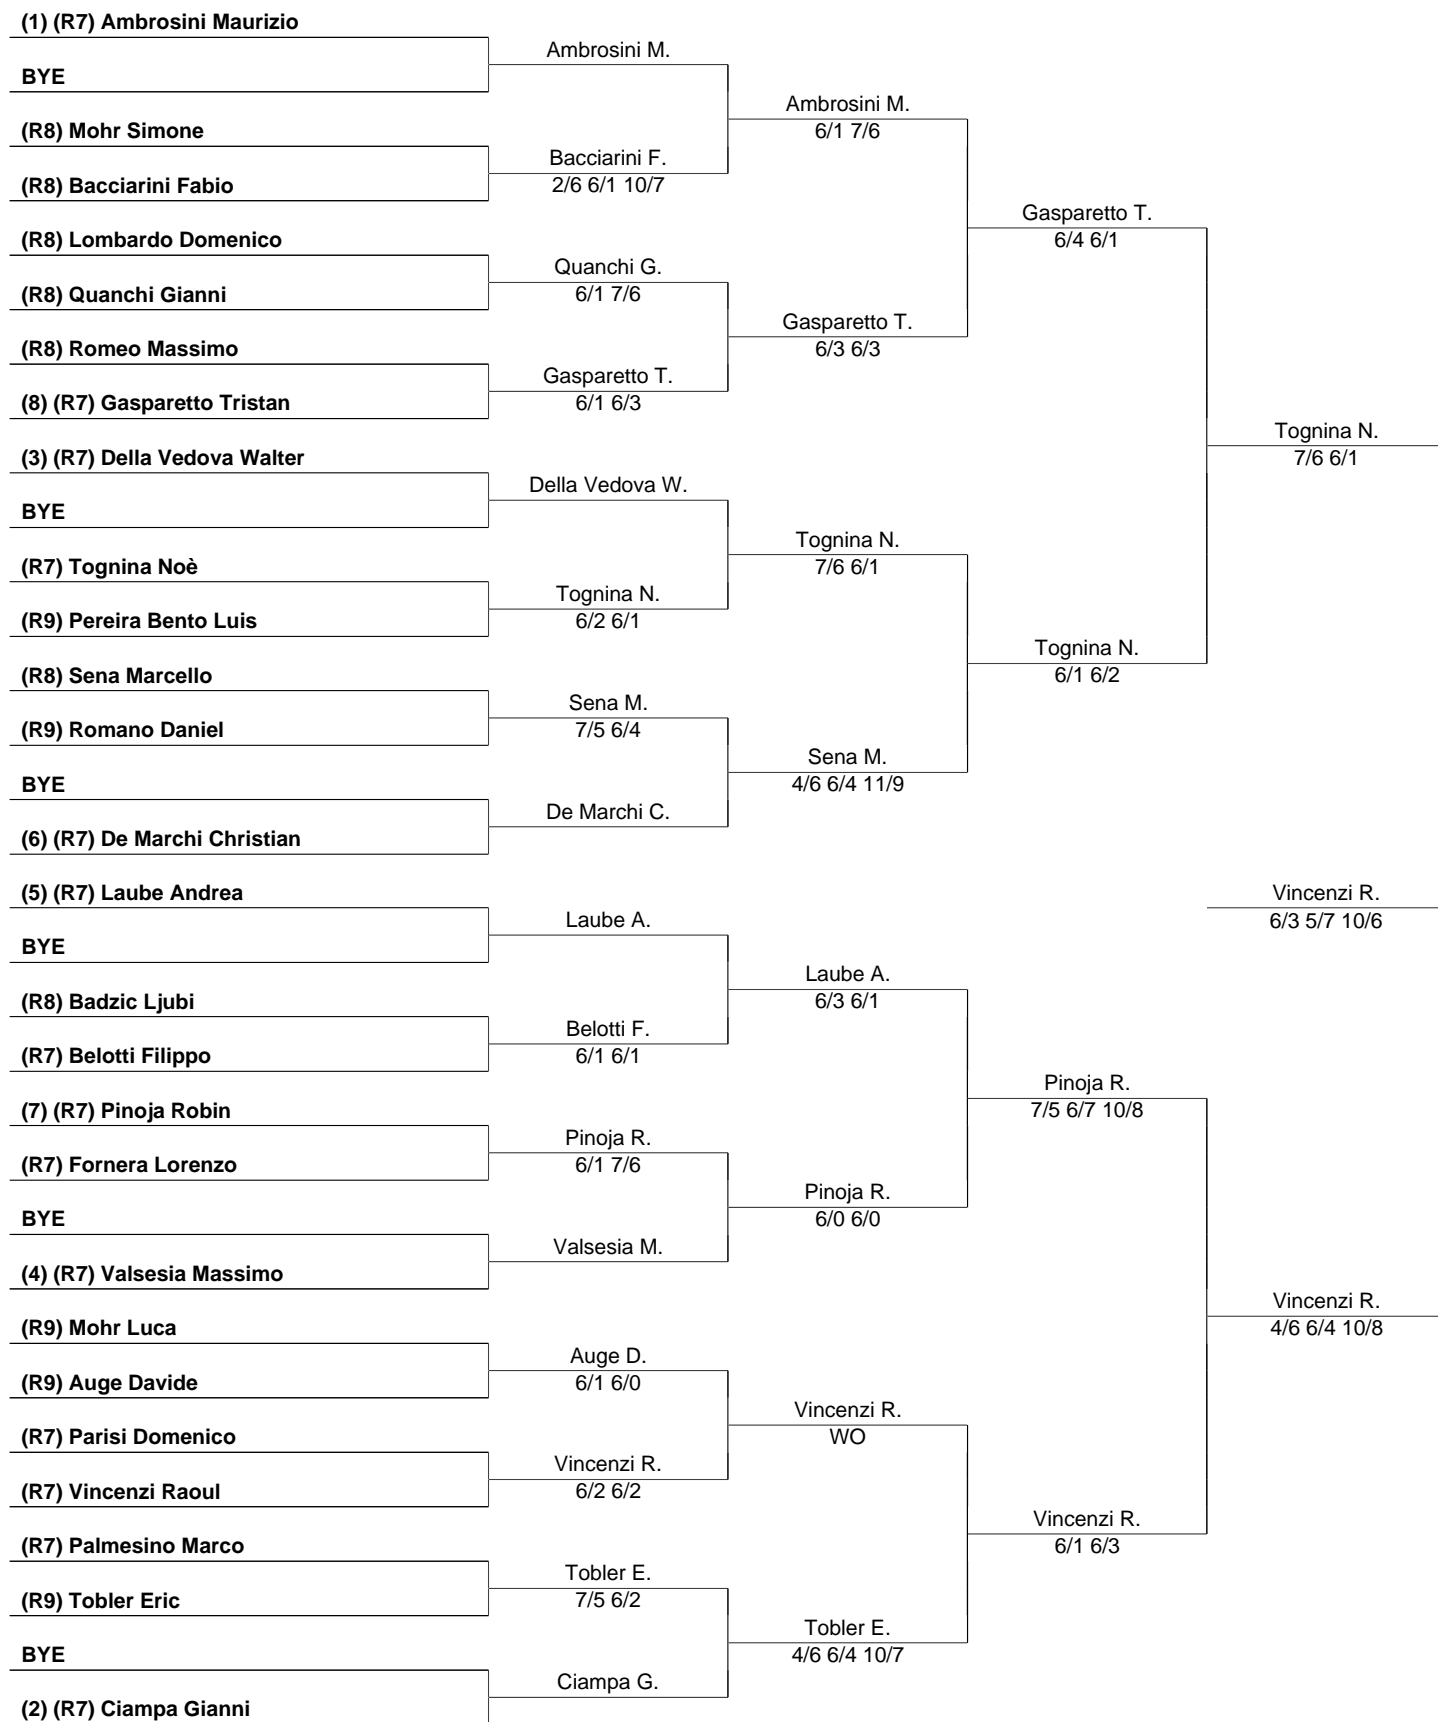 (1) (R7) Ambrosini Maurizio
Ambrosini M.
BYE
Ambrosini M.
6/1 7/6
(R8) Mohr Simone
Bacciarini F.
2/6 6/1 10/7
(R8) Bacciarini Fabio
Gasparetto T.
6/4 6/1
(R8) Lombardo Domenico
Quanchi G.
6/1 7/6
(R8) Quanchi Gianni
Gasparetto T.
6/3 6/3
(R8) Romeo Massimo
Gasparetto T.
6/1 6/3
(8) (R7) Gasparetto Tristan
Tognina N.
7/6 6/1
(3) (R7) Della Vedova Walter
Della Vedova W.
BYE
Tognina N.
7/6 6/1
(R7) Tognina Noè
Tognina N.
6/2 6/1
(R9) Pereira Bento Luis
Tognina N.
6/1 6/2
(R8) Sena Marcello
Sena M.
7/5 6/4
(R9) Romano Daniel
Sena M.
4/6 6/4 11/9
BYE
De Marchi C.
(6) (R7) De Marchi Christian
(5) (R7) Laube Andrea
Vincenzi R.
6/3 5/7 10/6
Laube A.
BYE
Laube A.
6/3 6/1
(R8) Badzic Ljubi
Belotti F.
6/1 6/1
(R7) Belotti Filippo
Pinoja R.
7/5 6/7 10/8
(7) (R7) Pinoja Robin
Pinoja R.
6/1 7/6
(R7) Fornera Lorenzo
Pinoja R.
6/0 6/0
BYE
Valsesia M.
(4) (R7) Valsesia Massimo
Vincenzi R.
4/6 6/4 10/8
(R9) Mohr Luca
Auge D.
6/1 6/0
(R9) Auge Davide
Vincenzi R.
WO
(R7) Parisi Domenico
Vincenzi R.
6/2 6/2
(R7) Vincenzi Raoul
Vincenzi R.
6/1 6/3
(R7) Palmesino Marco
Tobler E.
7/5 6/2
(R9) Tobler Eric
Tobler E.
4/6 6/4 10/7
BYE
Ciampa G.
(2) (R7) Ciampa Gianni